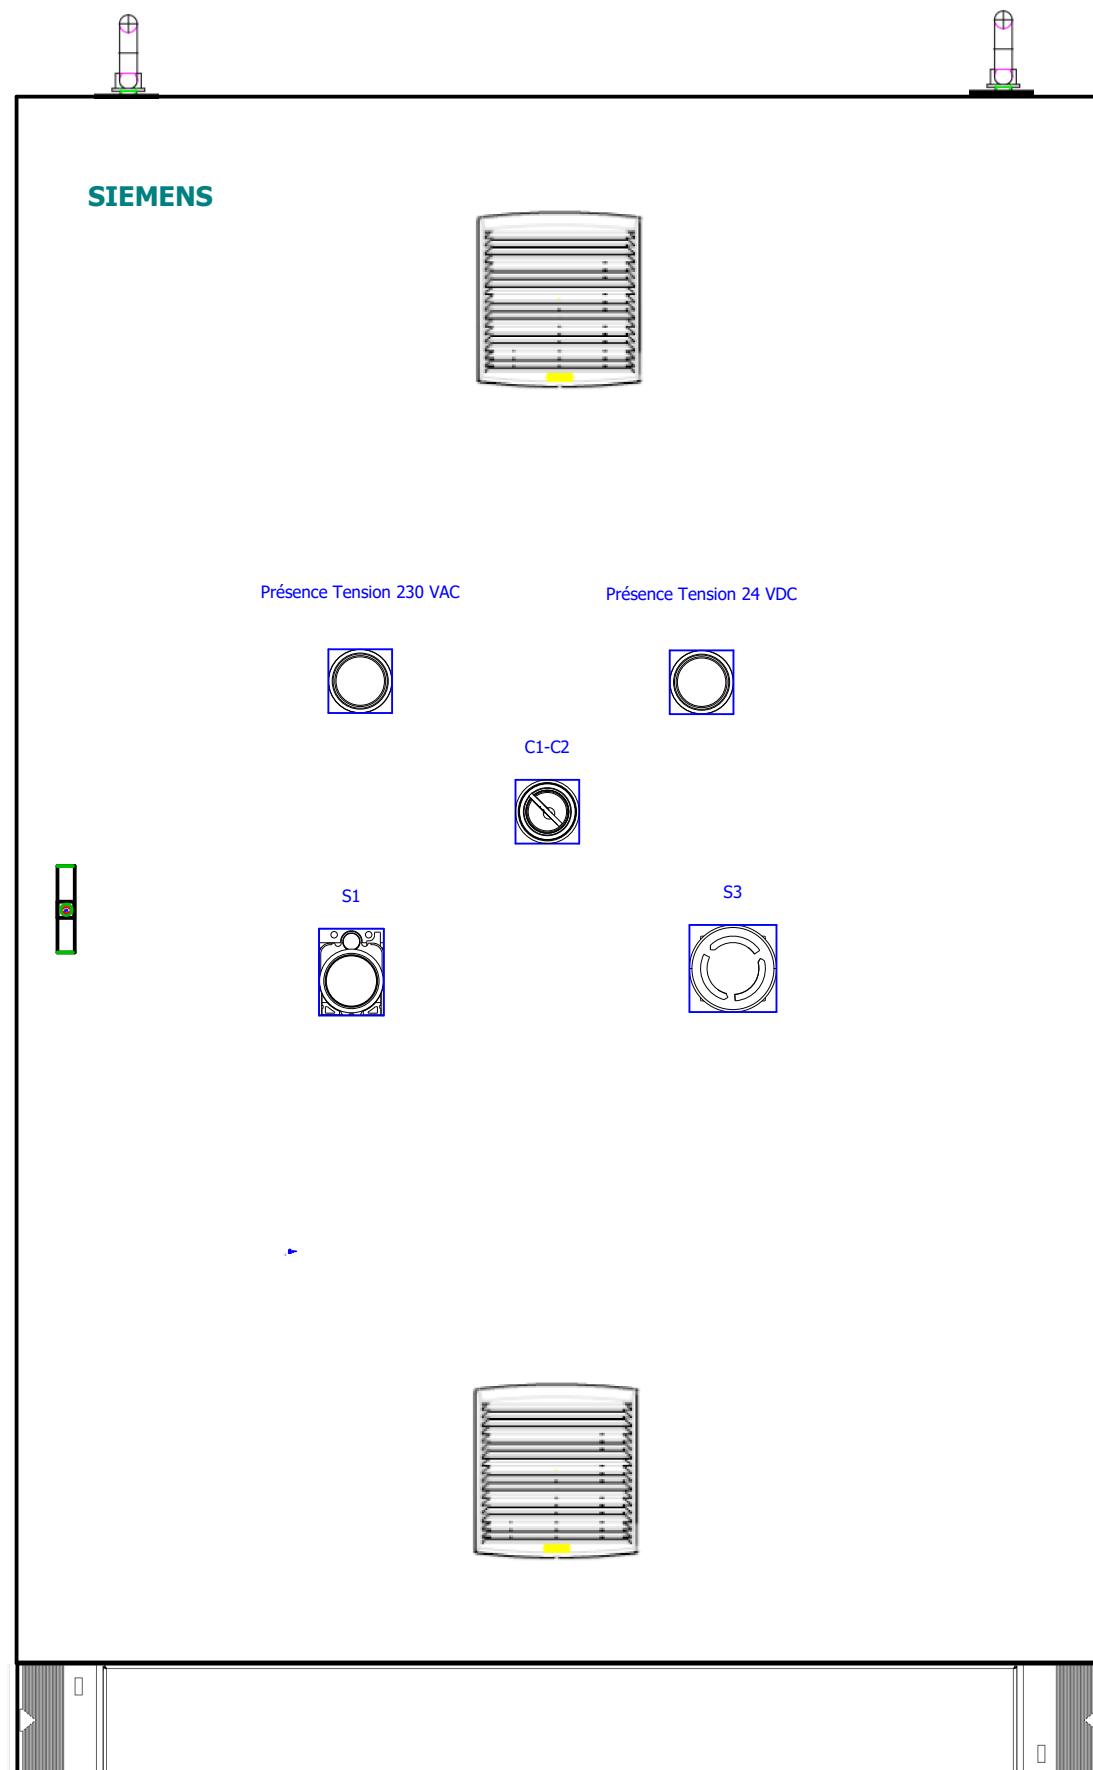 SIEMENS
Présence Tension 230 VAC
Présence Tension 24 VDC
C1-C2
S1
S3